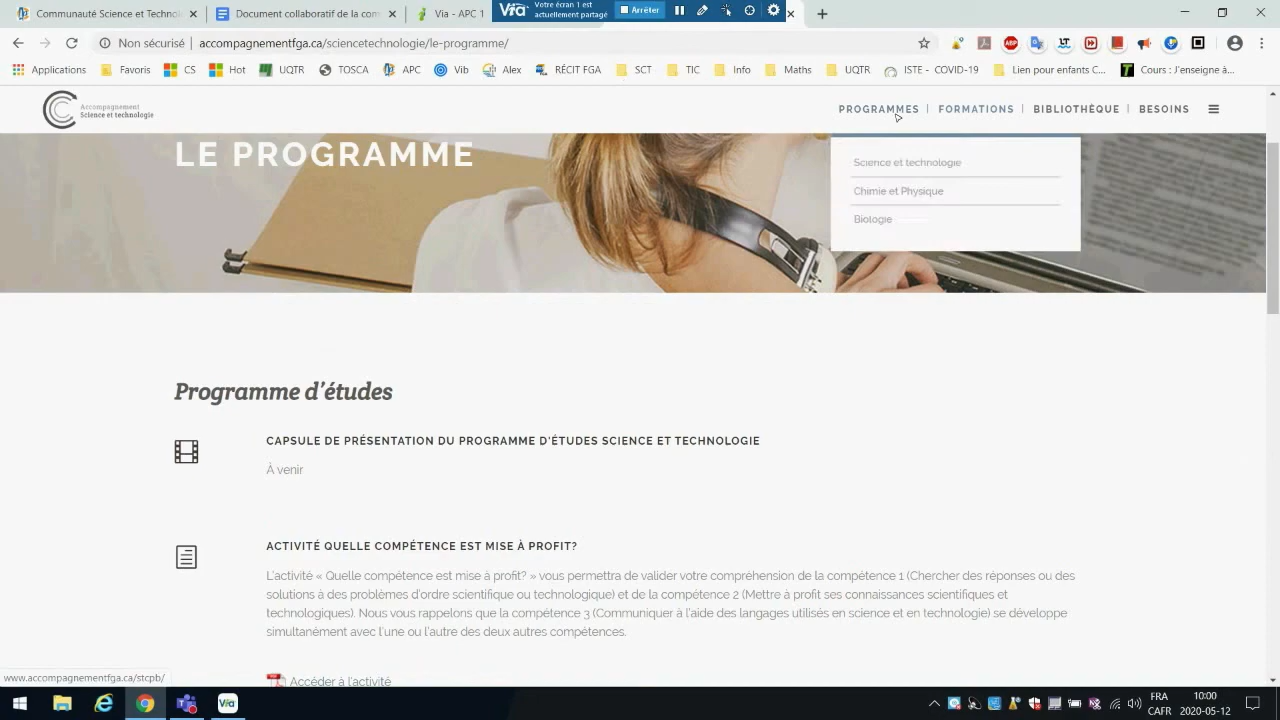 Communauté Science et Technol
Document collaboratif de la com
Via - APC 1
Via
Votre écran 1 est
actuellement partagé
Arrêter
Non sécurisé | accompagnementfga.ca/sciencetechnologie/le-programme/
Applications
Favoris
CS
Hot
UQTR
TOSCA
APC
Vib
Alex
RÉCIT FGA
SCT
TIC
Info
Maths
UQTR
ISTE - COVID-19
Lien pour enfants C...
Cours : J'enseigne à...
Accompagnement
Science et technologie
PROGRAMMES
FORMATIONS
BIBLIOTHÈQUE
BESOINS
LE PROGRAMME
Science et technologie
Chimie et Physique
Biologie
Programme d'études
CAPSULE DE PRÉSENTATION DU PROGRAMME D'ÉTUDES SCIENCE ET TECHNOLOGIE
À venir
ACTIVITÉ QUELLE COMPÉTENCE EST MISE À PROFIT?
L'activité « Quelle compétence est mise à profit? » vous permettra de valider votre compréhension de la compétence 1 (Chercher des réponses ou des
solutions à des problèmes d'ordre scientifique ou technologique) et de la compétence 2 (Mettre à profit ses connaissances scientifiques et
technologiques). Nous vous rappelons que la compétence 3 (Communiquer à l'aide des langages utilisés en science et en technologie) se développe
simultanément avec l'une ou l'autre des deux autres compétences.
www.accompagnementfga.ca/stcpb/
Accéder à l'activité
Via
FRA
CAFR
10:00
2020-05-12